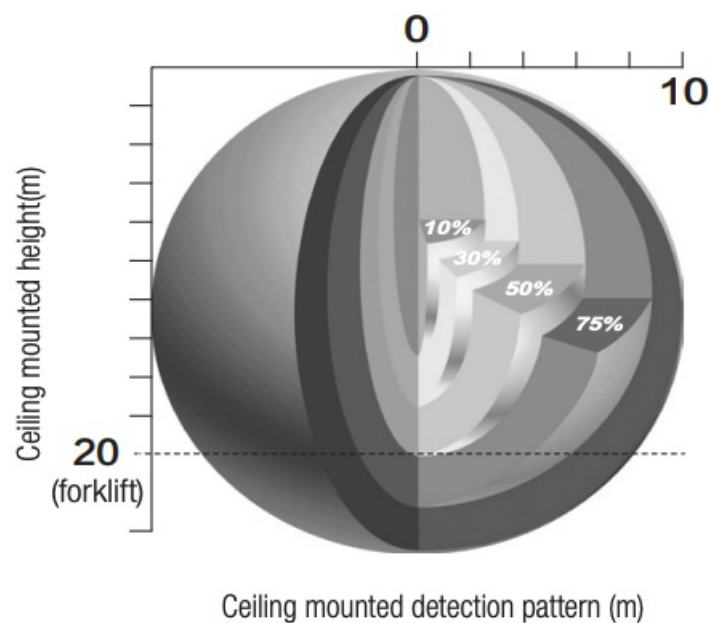 0
10
Ceiling mounted height(m)
10%
30%
50%
75%
20
(forklift)
Ceiling mounted detection pattern (m)